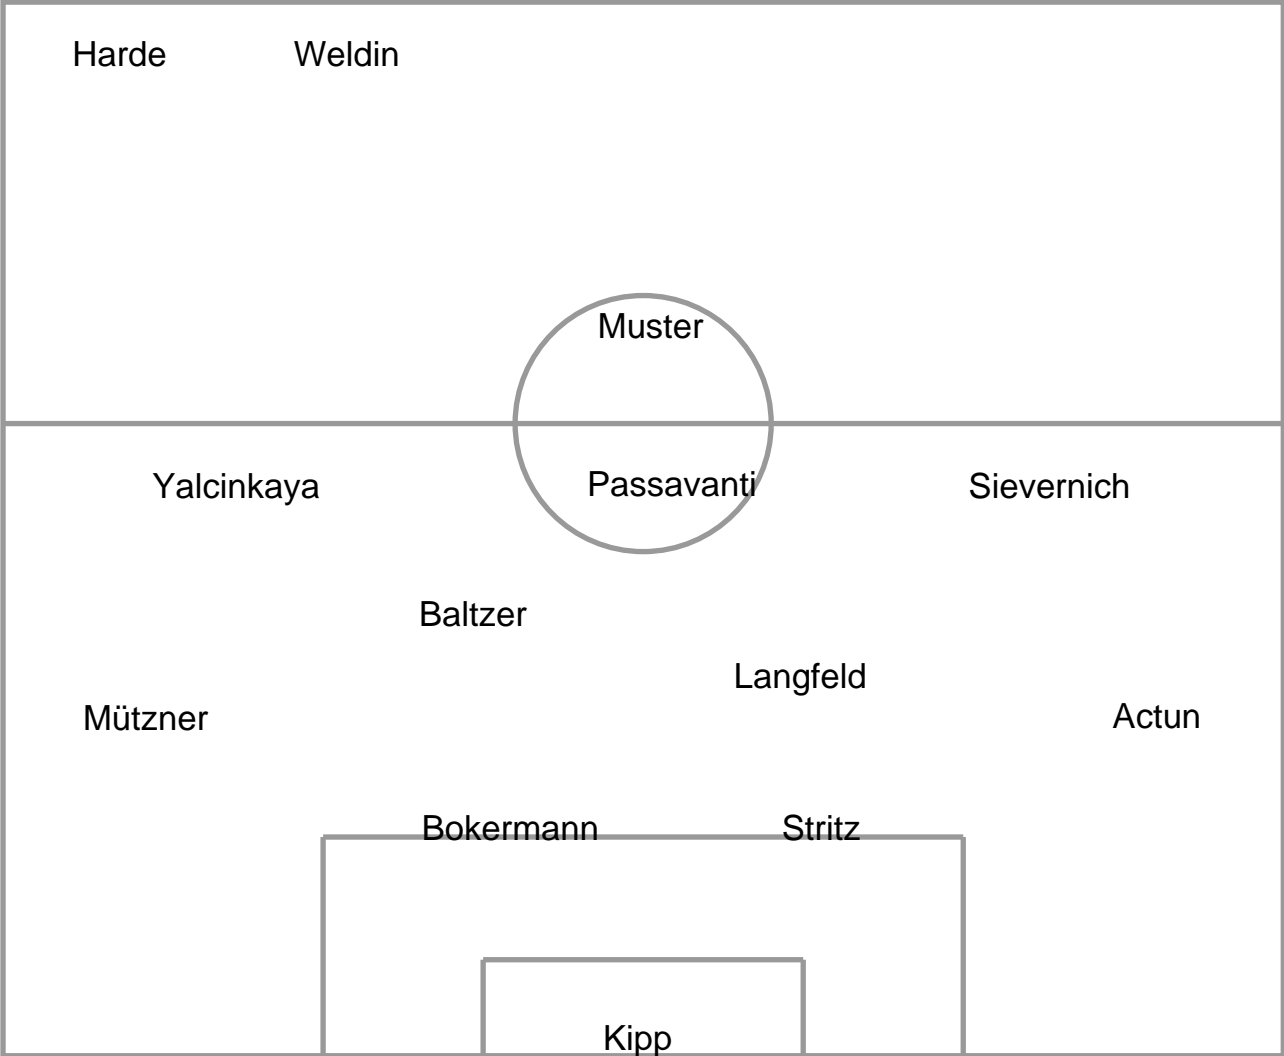 Harde Weldin
Muster
Yalcinkaya Passavanti Sievernich
Baltzer
Langfeld
Mützner Actun
Bokermann Stritz
Kipp